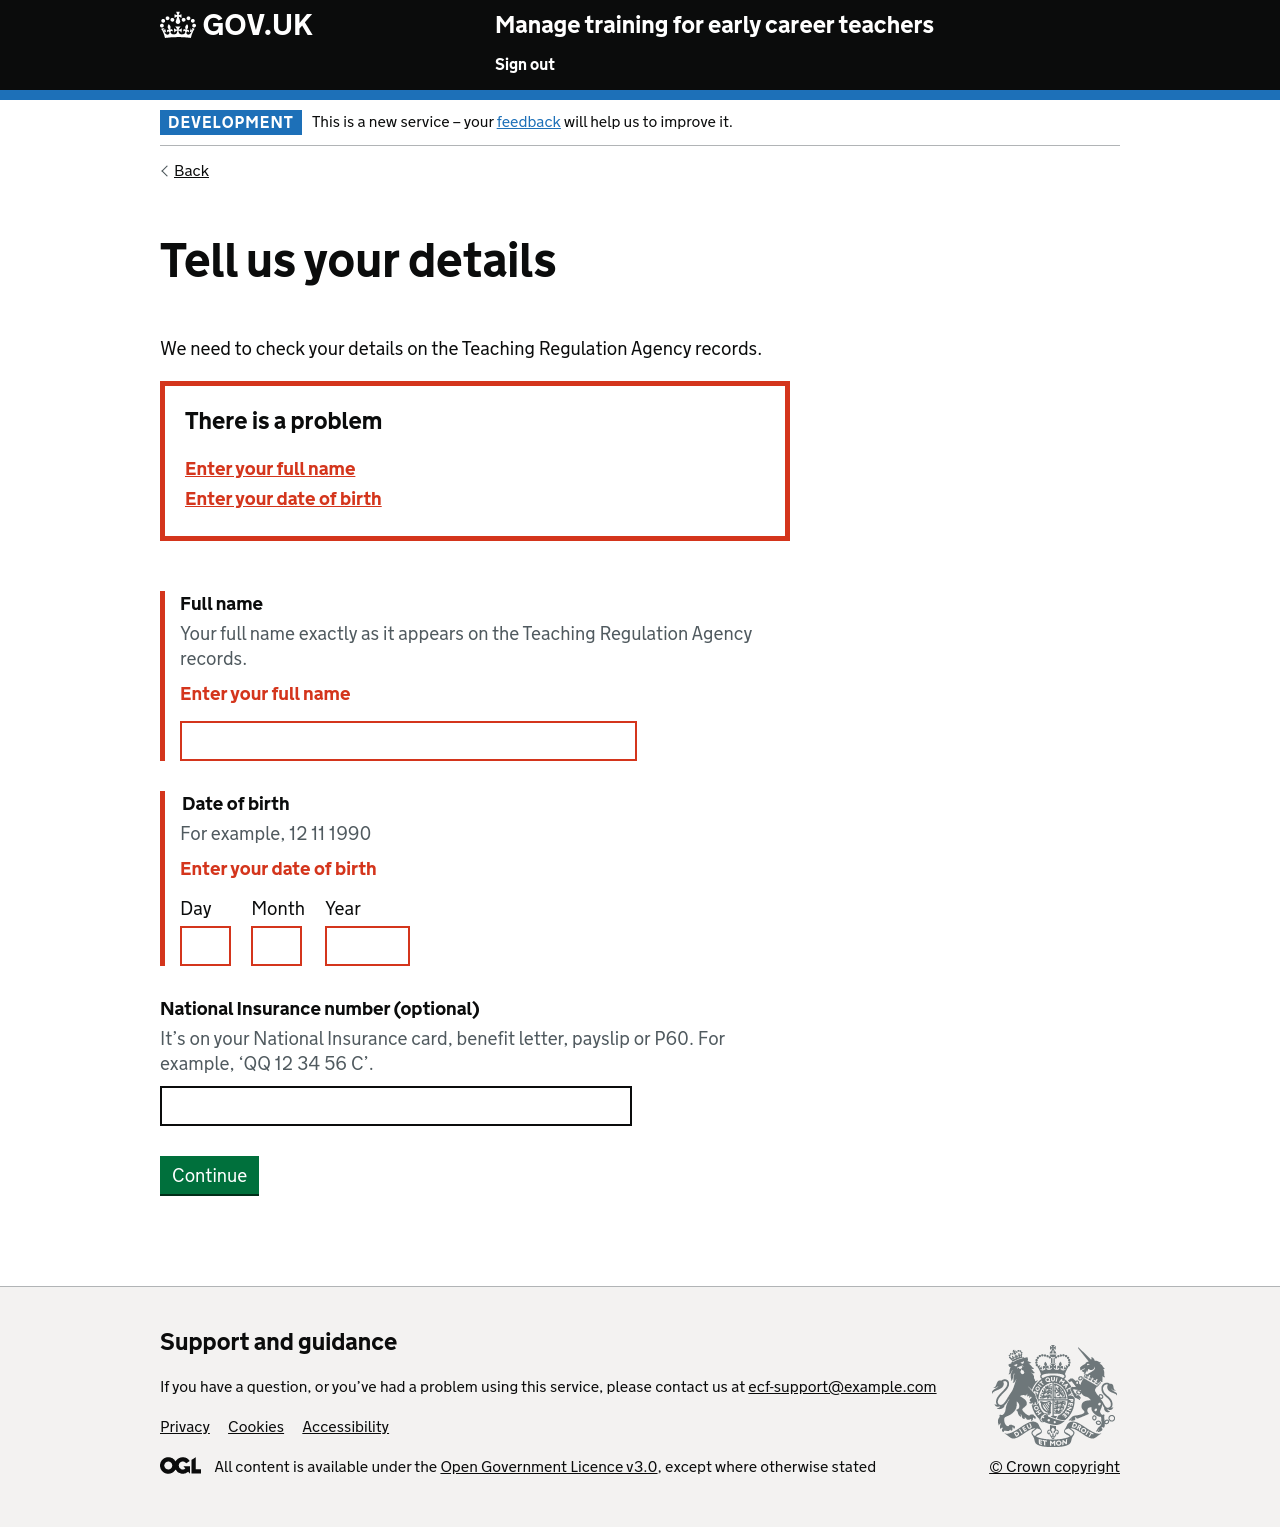 GOV.UK
Manage training for early career teachers
Sign out
DEVELOPMENT
This is a new service – your feedback will help us to improve it.
Back
Tell us your details
We need to check your details on the Teaching Regulation Agency records.
There is a problem
Enter your full name
Enter your date of birth
Full name
Your full name exactly as it appears on the Teaching Regulation Agency
records.
Enter your full name
Date of birth
For example, 12 11 1990
Enter your date of birth
Day Month Year
National Insurance number (optional)
It’s on your National Insurance card, benefit letter, payslip or P60. For
example, ‘QQ 12 34 56 C’.
Continue
Support and guidance
If you have a question, or you’ve had a problem using this service, please contact us at ecf-support@example.com
Privacy Cookies Accessibility
OGL All content is available under the Open Government Licence v3.0, except where otherwise stated
© Crown copyright